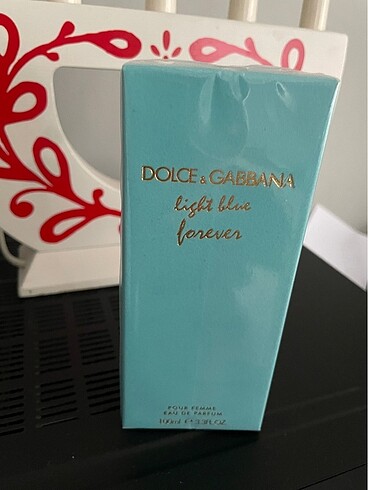 DOLCE & GABBANA
light blue
forever
POUR FEMME
EAU DE PARFUM
100ml ℮ 3.3FL.OZ.